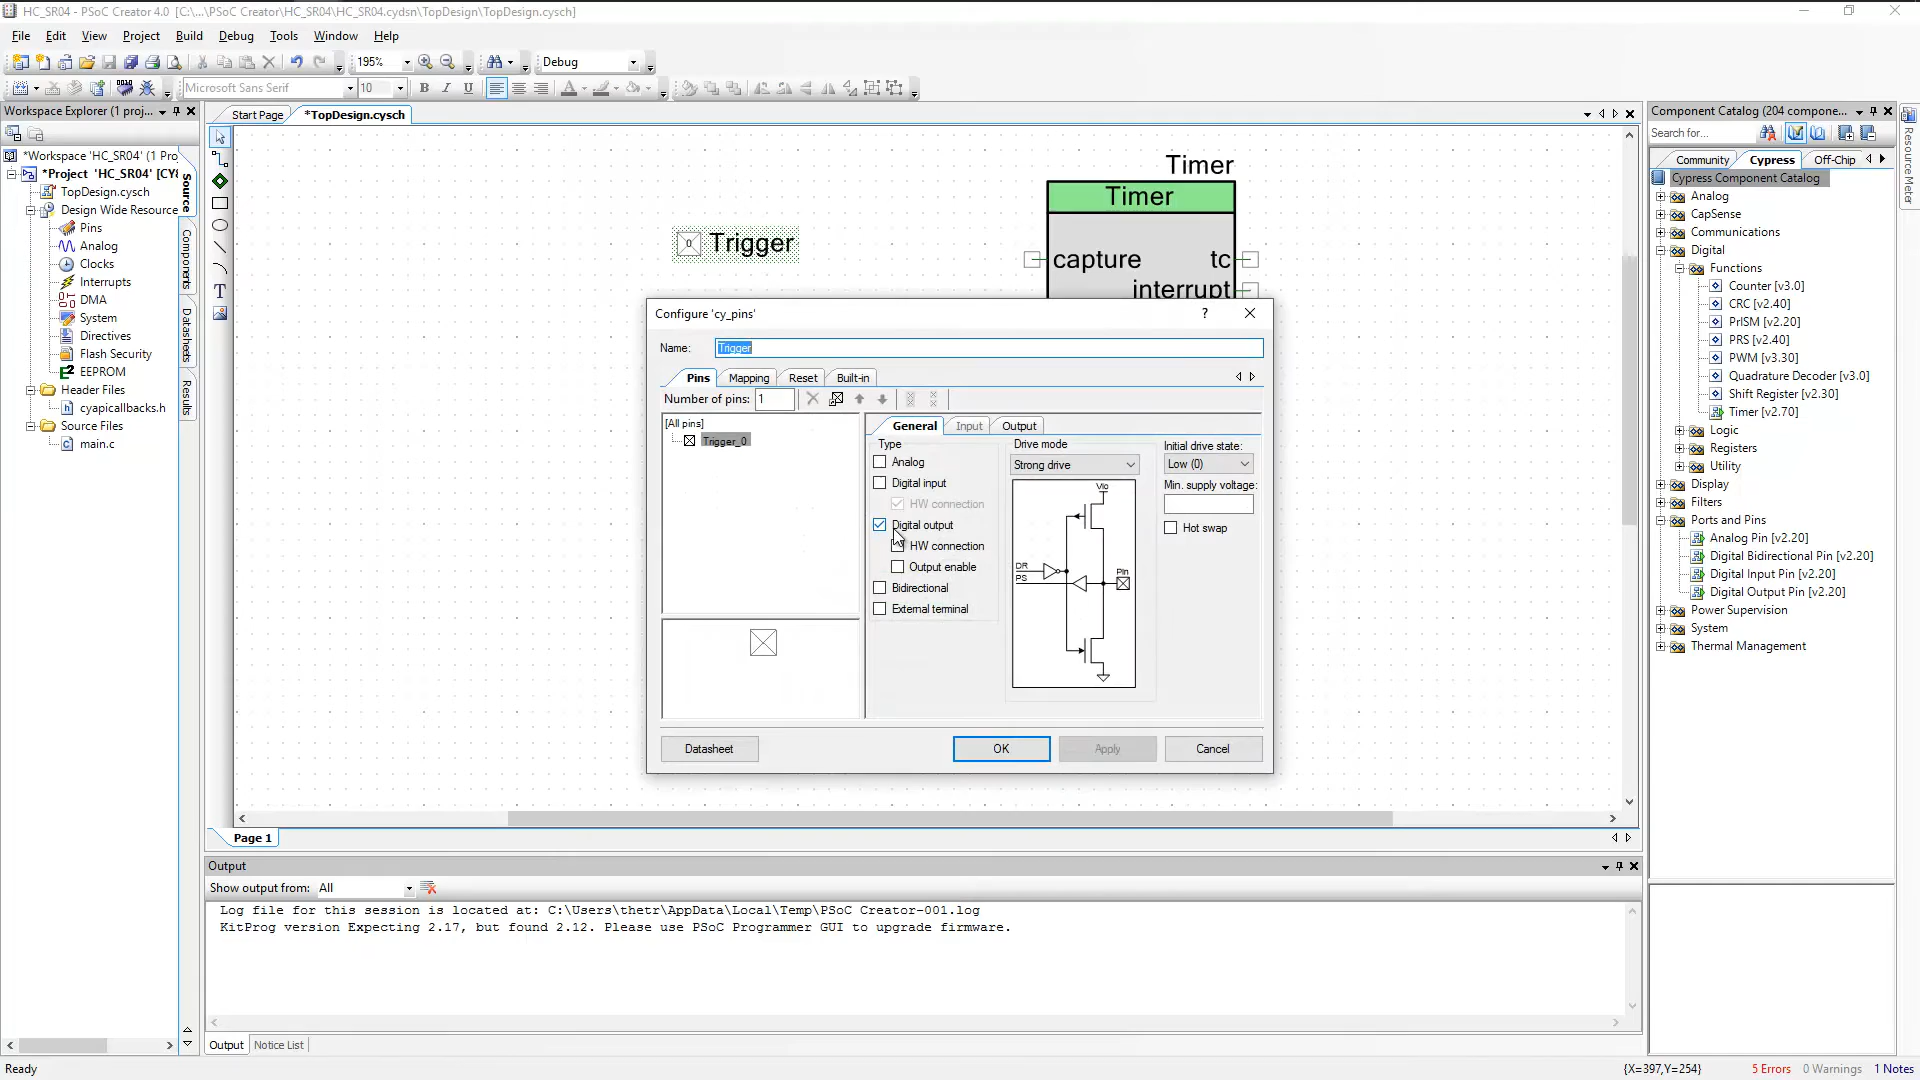 HC_SR04 - PSoC Creator 4.0  [C:\...\PSoC Creator\HC_SR04\HC_SR04.cydsn\TopDesign\TopDesign.cysch]
File Edit View Project Build Debug Tools Window Help
195% Debug
Microsoft Sans Serif 10 B I U A
Workspace Explorer (1 proj...
*Workspace 'HC_SR04' (1 Pro
*Project 'HC_SR04' [CY8
TopDesign.cysch
Design Wide Resource
Pins
Analog
Clocks
Interrupts
DMA
System
Directives
Flash Security
EEPROM
Header Files
cyapicallbacks.h
Source Files
main.c
Source
Components
Datasheets
Results
Start Page
*TopDesign.cysch
T
0 Trigger
Timer
Timer
capture tc
interrupt
Configure 'cy_pins'
?
Name: Trigger
Pins Mapping Reset Built-in
Number of pins: 1
[All pins]
Trigger_0
General Input Output
Type
Analog
Digital input
HW connection
Digital output
HW connection
Output enable
Bidirectional
External terminal
Drive mode
Strong drive
Vio
DR
PS
Pin
Initial drive state:
Low (0)
Min. supply voltage:
Hot swap
Datasheet OK Apply Cancel
Page 1
Component Catalog (204 compone...
Search for...
Community Cypress Off-Chip
Cypress Component Catalog
Analog
CapSense
Communications
Digital
Functions
Counter [v3.0]
CRC [v2.40]
PrISM [v2.20]
PRS [v2.40]
PWM [v3.30]
Quadrature Decoder [v3.0]
Shift Register [v2.30]
Timer [v2.70]
Logic
Registers
Utility
Display
Filters
Ports and Pins
Analog Pin [v2.20]
Digital Bidirectional Pin [v2.20]
Digital Input Pin [v2.20]
Digital Output Pin [v2.20]
Power Supervision
System
Thermal Management
Resource Meter
Output
Show output from: All
Log file for this session is located at: C:\Users\thetr\AppData\Local\Temp\PSoC Creator-001.log
KitProg version Expecting 2.17, but found 2.12. Please use PSoC Programmer GUI to upgrade firmware.
Output Notice List
Ready
{X=397,Y=254} 5 Errors 0 Warnings 1 Notes